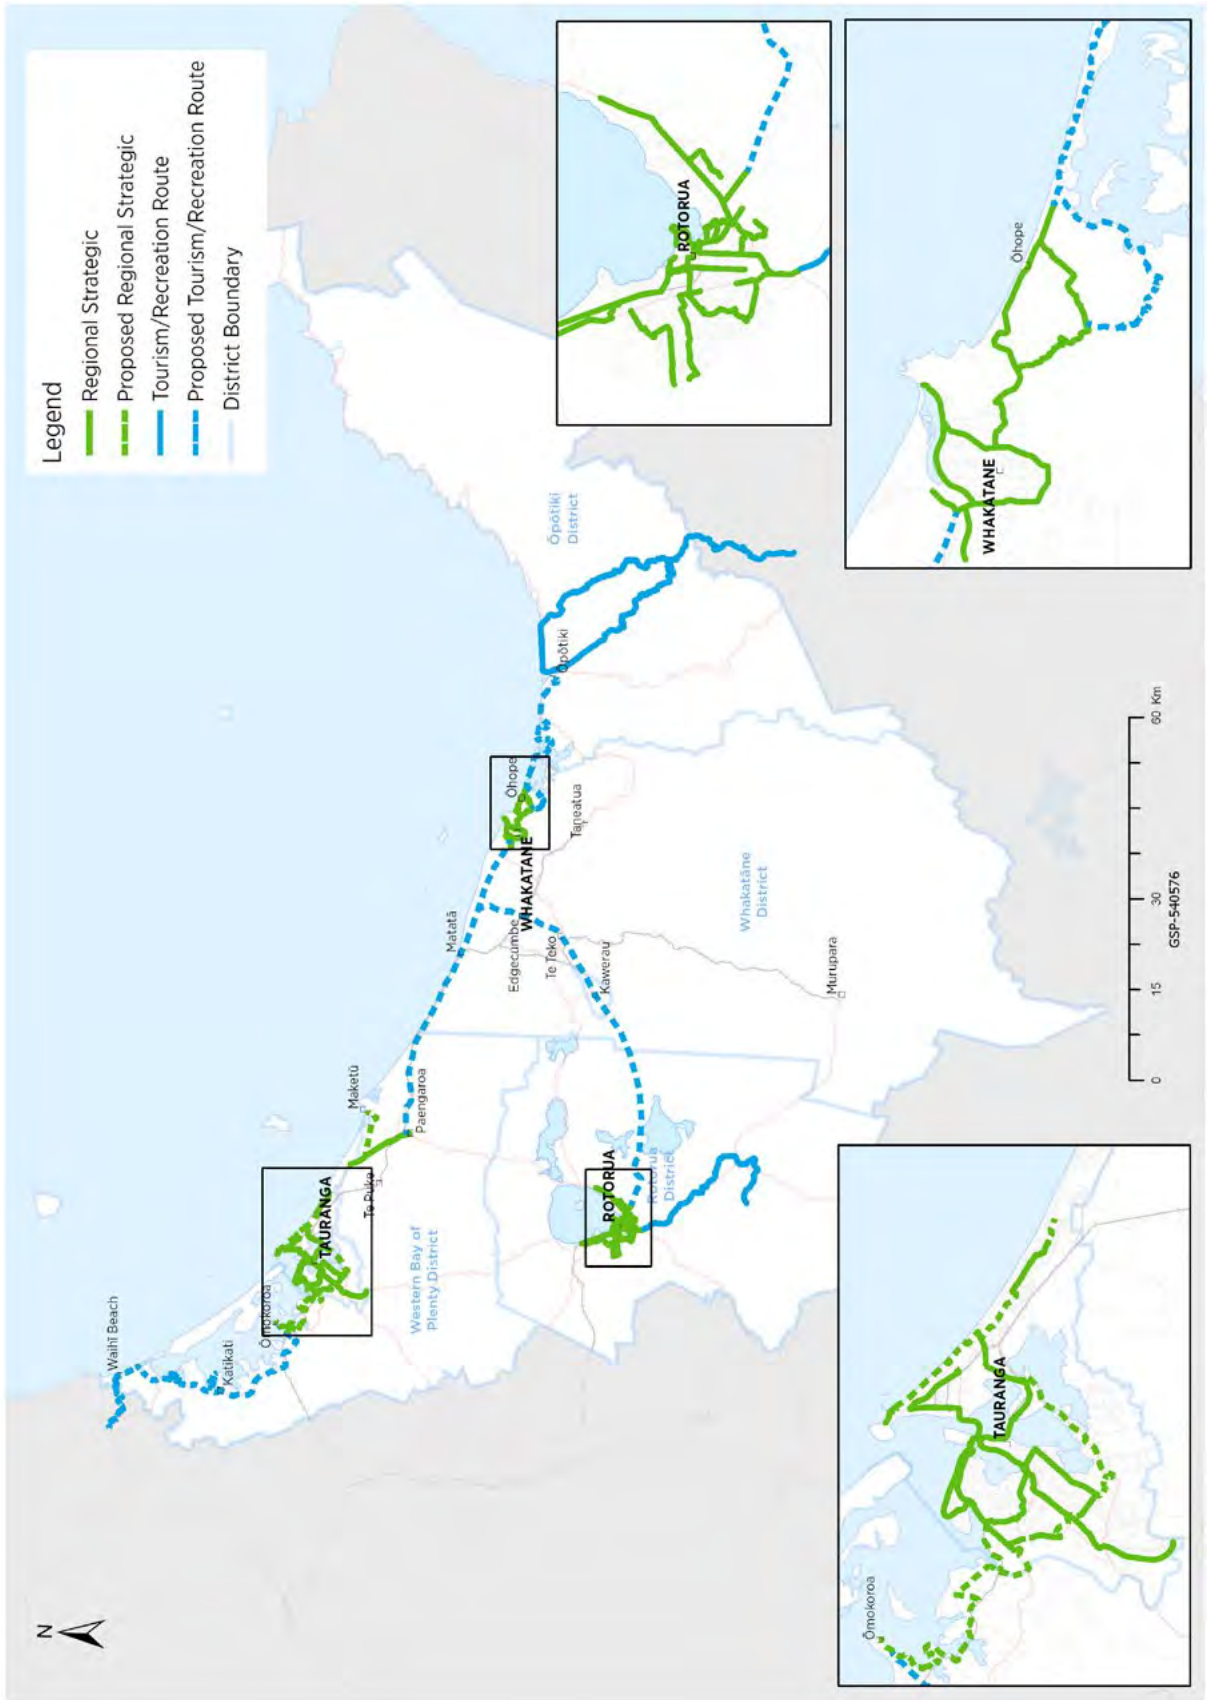 Legend
Regional Strategic
Proposed Regional Strategic
Tourism/Recreation Route
Proposed Tourism/Recreation Route
District Boundary
N
Waihī Beach
Katikati
Ōmokoroa
TAURANGA
Te Puke
Maketū
Paengaroa
Western Bay of
Plenty District
ROTORUA
Rotorua
District
Matatā
Edgecumbe
Te Teko
Kawerau
WHAKATANE
Ōhope
Taneatua
Murupara
Whakatāne
District
Ōpōtiki
Ōpōtiki
District
0
15
30
60 Km
GSP-540576
Ōmokoroa
TAURANGA
ROTORUA
WHAKATANE
Ōhope